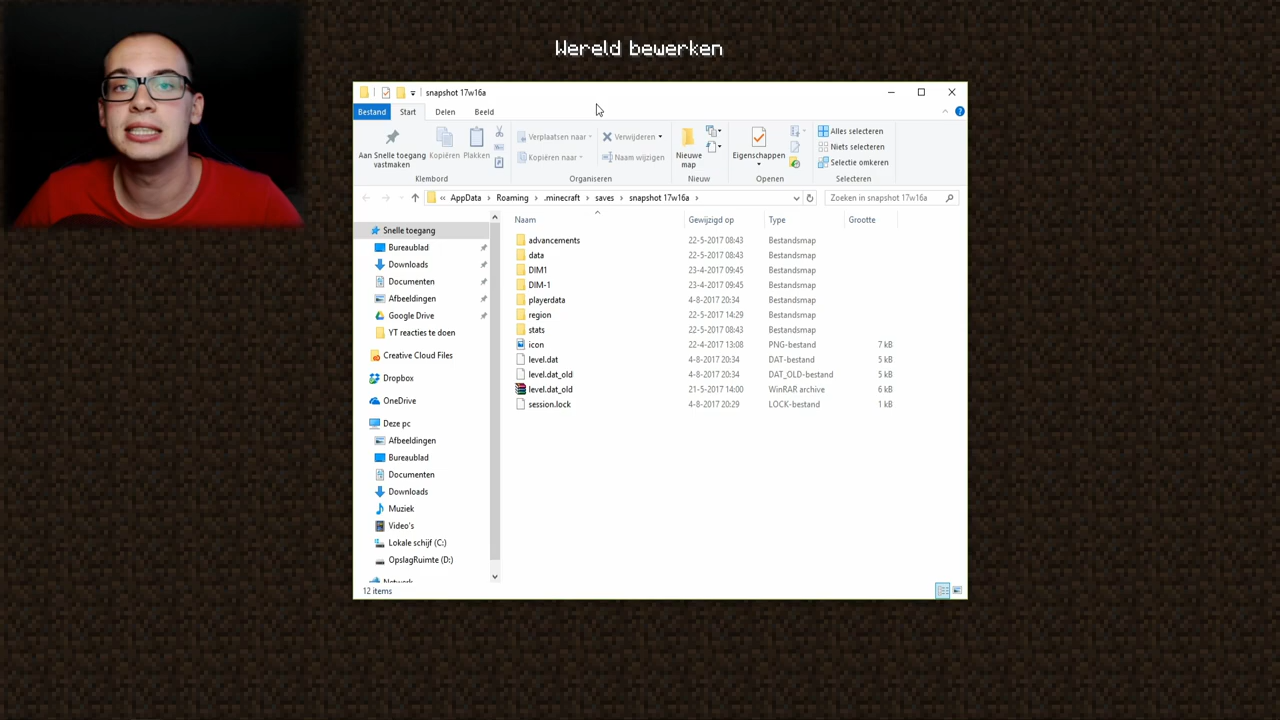 Wereld bewerken
snapshot 17w16a
Bestand Start Delen Beeld
Aan Snelle toegang vastmaken
Kopiëren
Plakken
Klembord
Verplaatsen naar
Kopiëren naar
Verwijderen
Naam wijzigen
Organiseren
Nieuwe map
Nieuw
Eigenschappen
Openen
Alles selecteren
Niets selecteren
Selectie omkeren
Selecteren
« AppData > Roaming > .minecraft > saves > snapshot 17w16a >
Zoeken in snapshot 17w16a
Snelle toegang
Bureaublad
Downloads
Documenten
Afbeeldingen
Google Drive
YT reacties te doen
Creative Cloud Files
Dropbox
OneDrive
Deze pc
Afbeeldingen
Bureaublad
Documenten
Downloads
Muziek
Video's
Lokale schijf (C:)
OpslagRuimte (D:)
Netwerk
Naam Gewijzigd op Type Grootte
advancements 22-5-2017 08:43 Bestandsmap
data 22-5-2017 08:43 Bestandsmap
DIM1 23-4-2017 09:45 Bestandsmap
DIM-1 23-4-2017 09:45 Bestandsmap
playerdata 4-8-2017 20:34 Bestandsmap
region 22-5-2017 14:29 Bestandsmap
stats 22-5-2017 08:43 Bestandsmap
icon 22-4-2017 13:08 PNG-bestand 7 kB
level.dat 4-8-2017 20:34 DAT-bestand 5 kB
level.dat_old 4-8-2017 20:34 DAT_OLD-bestand 5 kB
level.dat_old 21-5-2017 14:00 WinRAR archive 6 kB
session.lock 4-8-2017 20:29 LOCK-bestand 1 kB
12 items